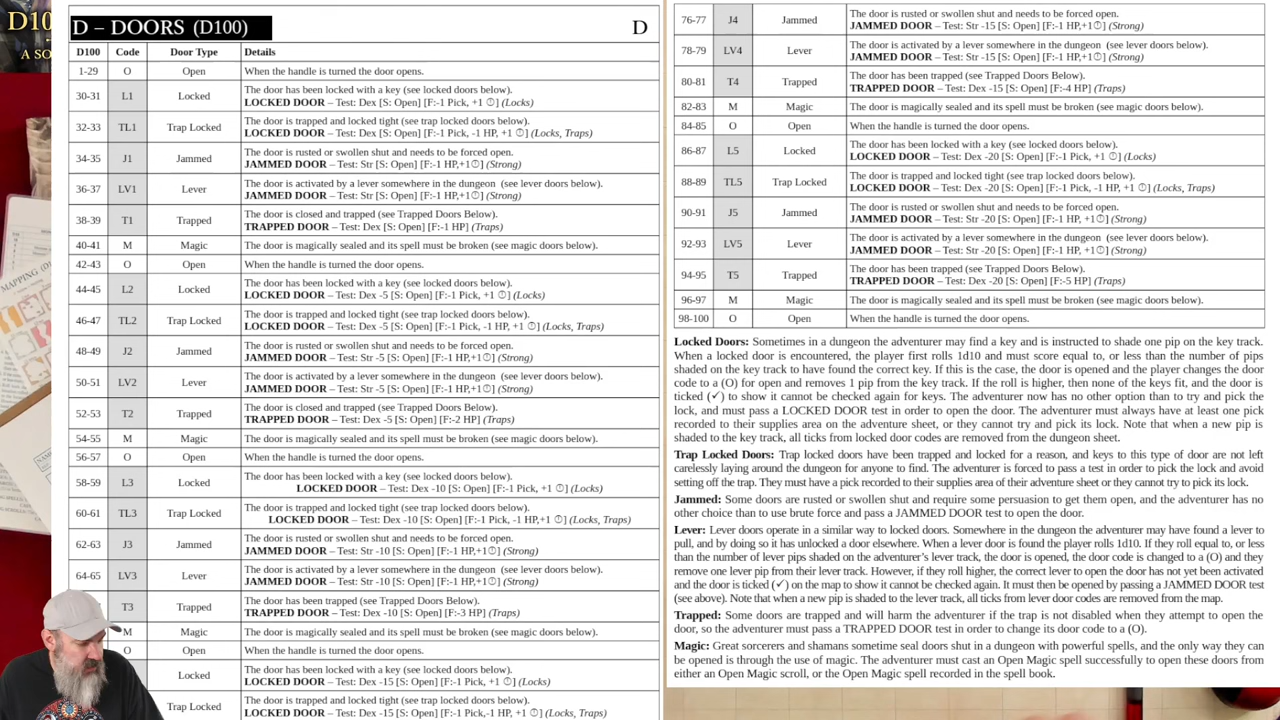 D10
A SO
D – DOORS (D100) D
D100 Code Door Type Details
1-29 O Open When the handle is turned the door opens.
30-31 L1 Locked The door has been locked with a key (see locked doors below).
LOCKED DOOR – Test: Dex [S: Open] [F:-1 Pick, +1 ⏱] (Locks)
32-33 TL1 Trap Locked The door is trapped and locked tight (see trap locked doors below).
LOCKED DOOR – Test: Dex [S: Open] [F:-1 Pick, -1 HP, +1 ⏱] (Locks, Traps)
34-35 J1 Jammed The door is rusted or swollen shut and needs to be forced open.
JAMMED DOOR – Test: Str [S: Open] [F:-1 HP,+1⏱] (Strong)
36-37 LV1 Lever The door is activated by a lever somewhere in the dungeon (see lever doors below).
JAMMED DOOR – Test: Str [S: Open] [F:-1 HP,+1⏱] (Strong)
38-39 T1 Trapped The door is closed and trapped (see Trapped Doors Below).
TRAPPED DOOR – Test: Dex [S: Open] [F:-1 HP] (Traps)
40-41 M Magic The door is magically sealed and its spell must be broken (see magic doors below).
42-43 O Open When the handle is turned the door opens.
44-45 L2 Locked The door has been locked with a key (see locked doors below).
LOCKED DOOR – Test: Dex -5 [S: Open] [F:-1 Pick, +1 ⏱] (Locks)
46-47 TL2 Trap Locked The door is trapped and locked tight (see trap locked doors below).
LOCKED DOOR – Test: Dex -5 [S: Open] [F:-1 Pick, -1 HP, +1 ⏱] (Locks, Traps)
48-49 J2 Jammed The door is rusted or swollen shut and needs to be forced open.
JAMMED DOOR – Test: Str -5 [S: Open] [F:-1 HP,+1⏱] (Strong)
50-51 LV2 Lever The door is activated by a lever somewhere in the dungeon (see lever doors below).
JAMMED DOOR – Test: Str -5 [S: Open] [F:-1 HP,+1⏱] (Strong)
52-53 T2 Trapped The door is closed and trapped (see Trapped Doors Below).
TRAPPED DOOR – Test: Dex -5 [S: Open] [F:-2 HP] (Traps)
54-55 M Magic The door is magically sealed and its spell must be broken (see magic doors below).
56-57 O Open When the handle is turned the door opens.
58-59 L3 Locked The door has been locked with a key (see locked doors below).
LOCKED DOOR – Test: Dex -10 [S: Open] [F:-1 Pick, +1 ⏱] (Locks)
60-61 TL3 Trap Locked The door is trapped and locked tight (see trap locked doors below).
LOCKED DOOR – Test: Dex -10 [S: Open] [F:-1 Pick, -1 HP,+1 ⏱] (Locks, Traps)
62-63 J3 Jammed The door is rusted or swollen shut and needs to be forced open.
JAMMED DOOR – Test: Str -10 [S: Open] [F:-1 HP,+1⏱] (Strong)
64-65 LV3 Lever The door is activated by a lever somewhere in the dungeon (see lever doors below).
JAMMED DOOR – Test: Str -10 [S: Open] [F:-1 HP,+1⏱] (Strong)
T3 Trapped The door has been trapped (see Trapped Doors Below).
TRAPPED DOOR – Test: Dex -10 [S: Open] [F:-3 HP] (Traps)
M Magic The door is magically sealed and its spell must be broken (see magic doors below).
O Open When the handle is turned the door opens.
Locked The door has been locked with a key (see locked doors below).
LOCKED DOOR – Test: Dex -15 [S: Open] [F:-1 Pick, +1 ⏱] (Locks)
Trap Locked The door is trapped and locked tight (see trap locked doors below).
LOCKED DOOR – Test: Dex -15 [S: Open] [F:-1 Pick,-1 HP, +1 ⏱] (Locks, Traps)
76-77 J4 Jammed The door is rusted or swollen shut and needs to be forced open.
JAMMED DOOR – Test: Str -15 [S: Open] [F:-1 HP,+1⏱] (Strong)
78-79 LV4 Lever The door is activated by a lever somewhere in the dungeon (see lever doors below).
JAMMED DOOR – Test: Str -15 [S: Open] [F:-1 HP,+1⏱] (Strong)
80-81 T4 Trapped The door has been trapped (see Trapped Doors Below).
TRAPPED DOOR – Test: Dex -15 [S: Open] [F:-4 HP] (Traps)
82-83 M Magic The door is magically sealed and its spell must be broken (see magic doors below).
84-85 O Open When the handle is turned the door opens.
86-87 L5 Locked The door has been locked with a key (see locked doors below).
LOCKED DOOR – Test: Dex -20 [S: Open] [F:-1 Pick, +1 ⏱] (Locks)
88-89 TL5 Trap Locked The door is trapped and locked tight (see trap locked doors below).
LOCKED DOOR – Test: Dex -20 [S: Open] [F:-1 Pick, -1 HP, +1 ⏱] (Locks, Traps)
90-91 J5 Jammed The door is rusted or swollen shut and needs to be forced open.
JAMMED DOOR – Test: Str -20 [S: Open] [F:-1 HP,+1⏱] (Strong)
92-93 LV5 Lever The door is activated by a lever somewhere in the dungeon (see lever doors below).
JAMMED DOOR – Test: Str -20 [S: Open] [F:-1 HP,+1⏱] (Strong)
94-95 T5 Trapped The door has been trapped (see Trapped Doors Below).
TRAPPED DOOR – Test: Dex -20 [S: Open] [F:-5 HP] (Traps)
96-97 M Magic The door is magically sealed and its spell must be broken (see magic doors below).
98-100 O Open When the handle is turned the door opens.
Locked Doors: Sometimes in a dungeon the adventurer may find a key and is instructed to shade one pip on the key track.
When a locked door is encountered, the player first rolls 1d10 and must score equal to, or less than the number of pips
shaded on the key track to have found the correct key. If this is the case, the door is opened and the player changes the door
code to a (O) for open and removes 1 pip from the key track. If the roll is higher, then none of the keys fit, and the door is
ticked (✓) to show it cannot be checked again for keys. The adventurer now has no other option than to try and pick the
lock, and must pass a LOCKED DOOR test in order to open the door. The adventurer must always have at least one pick
recorded to their supplies area on the adventure sheet, or they cannot try and pick its lock. Note that when a new pip is
shaded to the key track, all ticks from locked door codes are removed from the dungeon sheet.
Trap Locked Doors: Trap locked doors have been trapped and locked for a reason, and keys to this type of door are not left
carelessly laying around the dungeon for anyone to find. The adventurer is forced to pass a test in order to pick the lock and avoid
setting off the trap. They must have a pick recorded to their supplies area of their adventure sheet or they cannot try to pick its lock.
Jammed: Some doors are rusted or swollen shut and require some persuasion to get them open, and the adventurer has no
other choice than to use brute force and pass a JAMMED DOOR test to open the door.
Lever: Lever doors operate in a similar way to locked doors. Somewhere in the dungeon the adventurer may have found a lever to
pull, and by doing so it has unlocked a door elsewhere. When a lever door is found the player rolls 1d10. If they roll equal to, or less
than the number of lever pips shaded on the adventurer's lever track, the door is opened, the door code is changed to a (O) and they
remove one lever pip from their lever track. However, if they roll higher, the correct lever to open the door has not yet been activated
and the door is ticked (✓) on the map to show it cannot be checked again. It must then be opened by passing a JAMMED DOOR test
(see above). Note that when a new pip is shaded to the lever track, all ticks from lever door codes are removed from the map.
Trapped: Some doors are trapped and will harm the adventurer if the trap is not disabled when they attempt to open the
door, so the adventurer must pass a TRAPPED DOOR test in order to change its door code to a (O).
Magic: Great sorcerers and shamans sometime seal doors shut in a dungeon with powerful spells, and the only way they can
be opened is through the use of magic. The adventurer must cast an Open Magic spell successfully to open these doors from
either an Open Magic scroll, or the Open Magic spell recorded in the spell book.